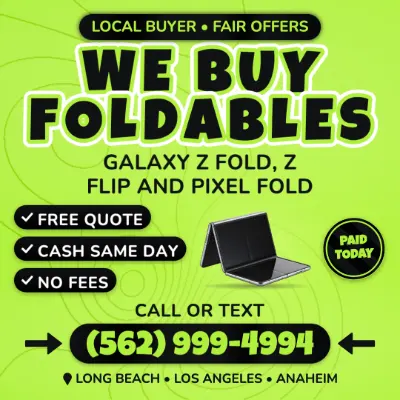 LOCAL BUYER • FAIR OFFERS
WE BUY
FOLDABLES
GALAXY Z FOLD, Z
FLIP AND PIXEL FOLD
FREE QUOTE
CASH SAME DAY
NO FEES
PAID
TODAY
CALL OR TEXT
(562) 999-4994
LONG BEACH • LOS ANGELES • ANAHEIM